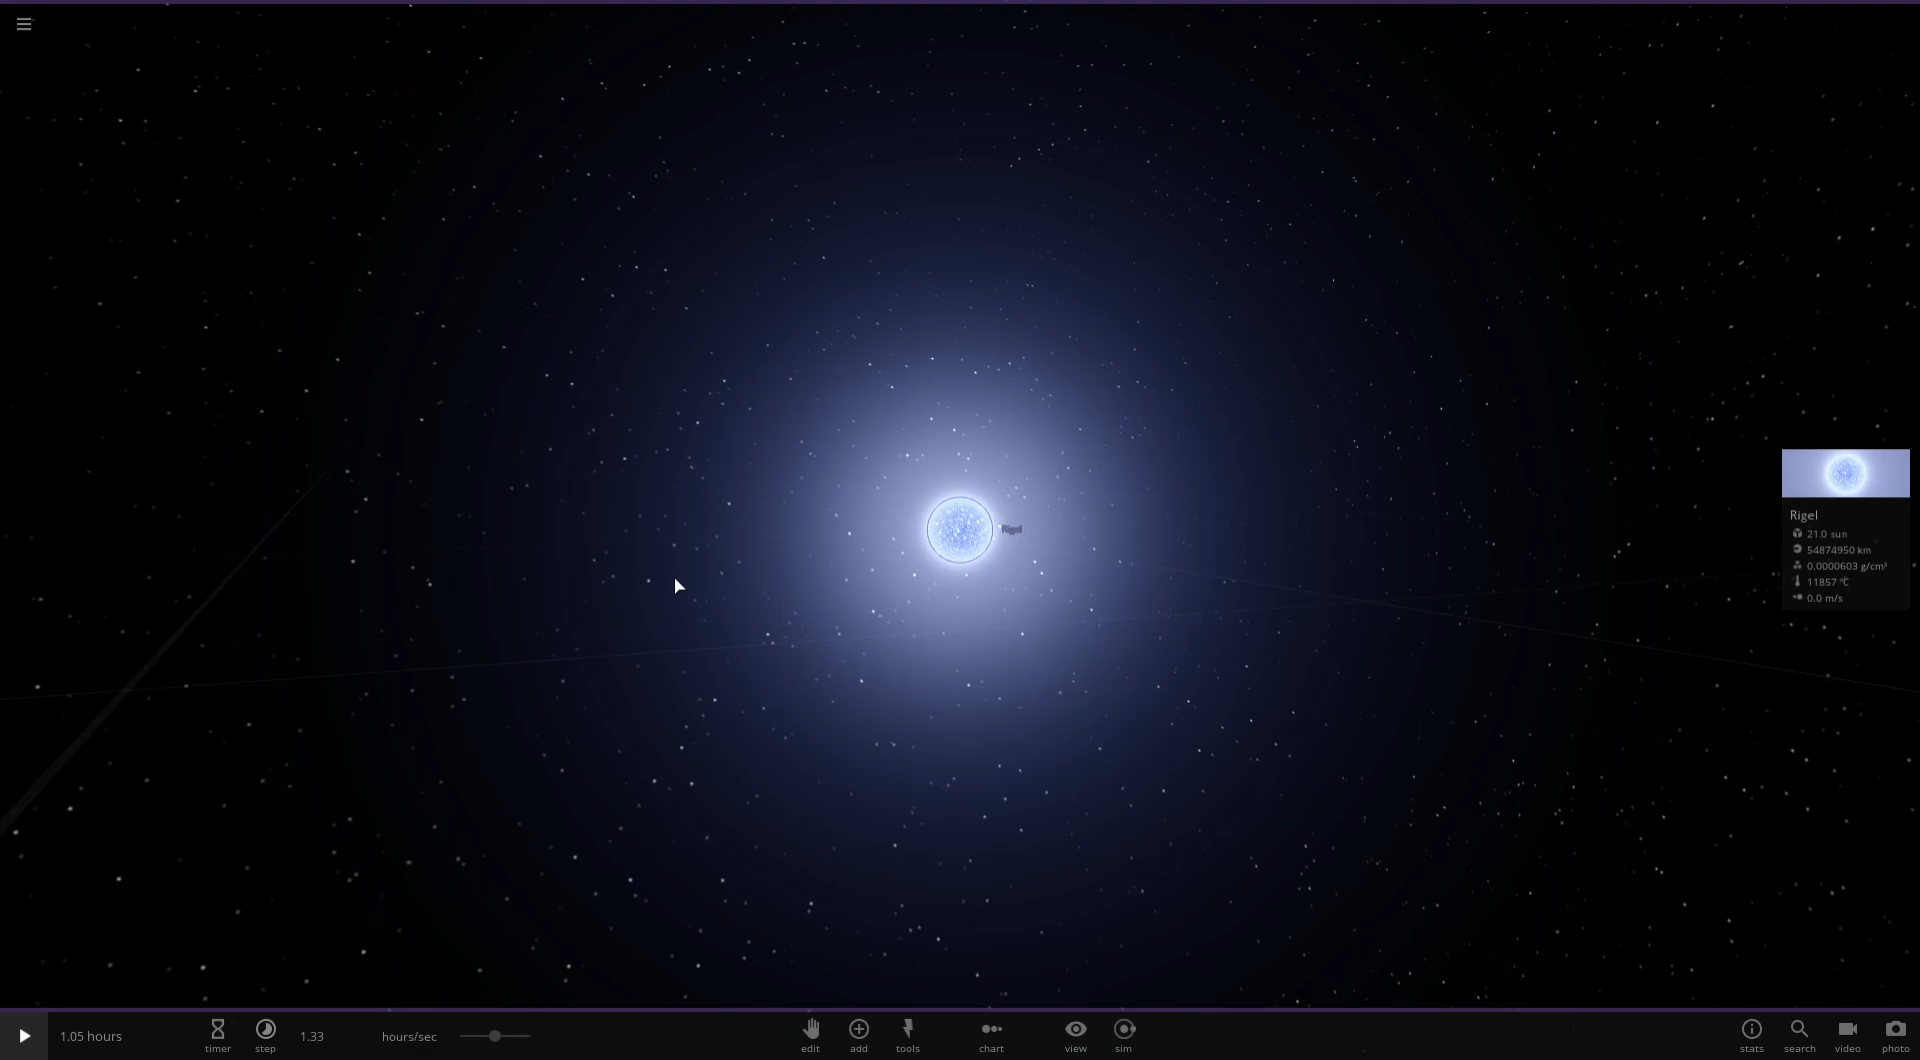 Rigel
Rigel
21.0 sun
54874950 km
0.0000603 g/cm³
11857 °C
0.0 m/s
1.05 hours
timer
step
1.33
hours/sec
edit
add
tools
chart
view
sim
stats
search
video
photo